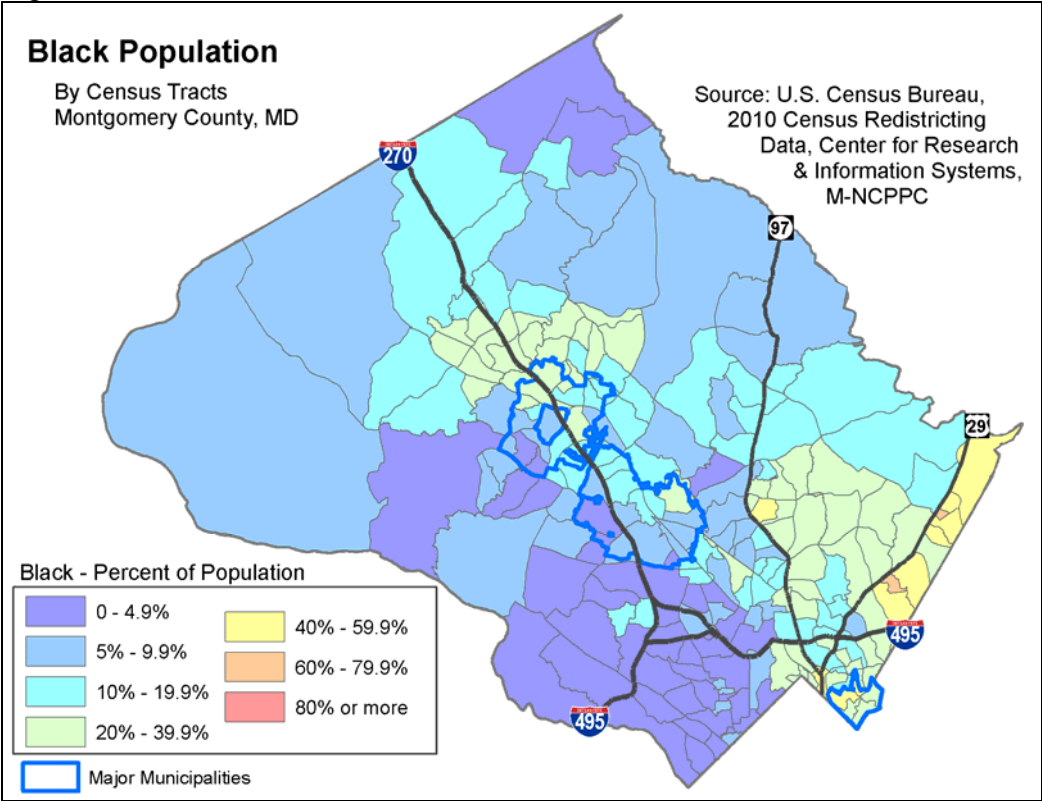 Black Population
By Census Tracts
Montgomery County, MD
Source: U.S. Census Bureau,
2010 Census Redistricting
Data, Center for Research
& Information Systems,
M-NCPPC
270
97
29
495
495
Black - Percent of Population
0 - 4.9%
5% - 9.9%
10% - 19.9%
20% - 39.9%
40% - 59.9%
60% - 79.9%
80% or more
Major Municipalities